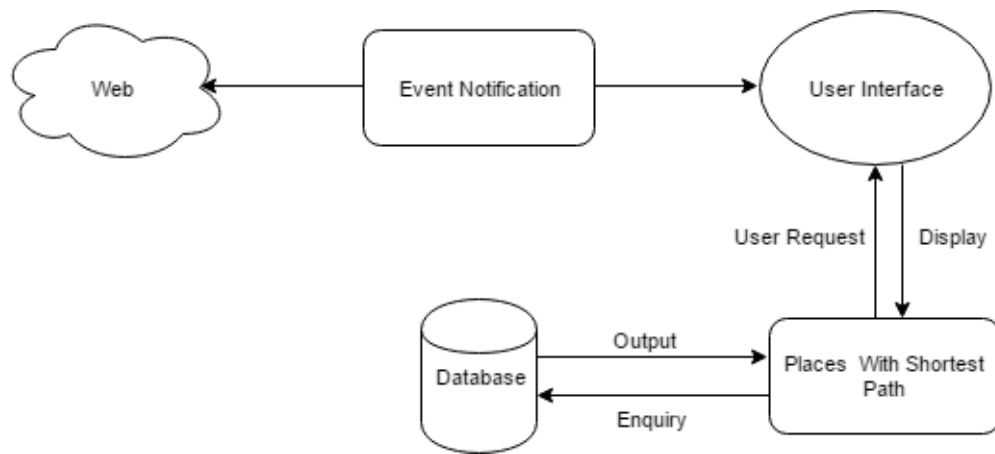 Web
Event Notification
User Interface
User Request
Display
Output
Database
Places With Shortest
Path
Enquiry